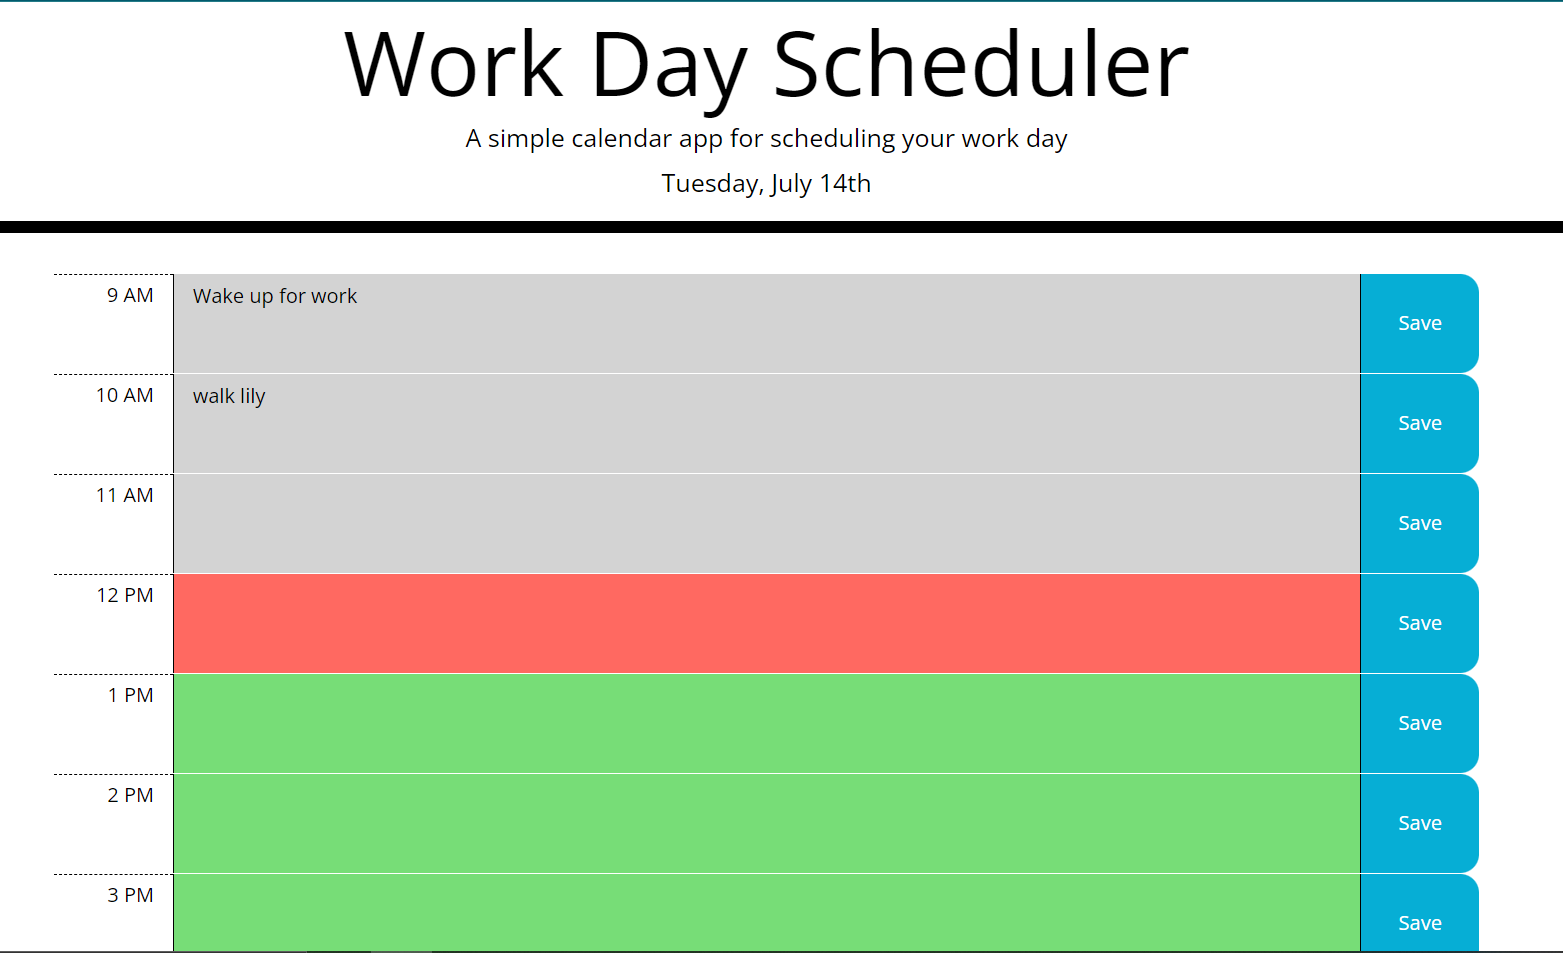 Work Day Scheduler
A simple calendar app for scheduling your work day
Tuesday, July 14th
9 AM Wake up for work Save
10 AM walk lily Save
11 AM Save
12 PM Save
1 PM Save
2 PM Save
3 PM Save